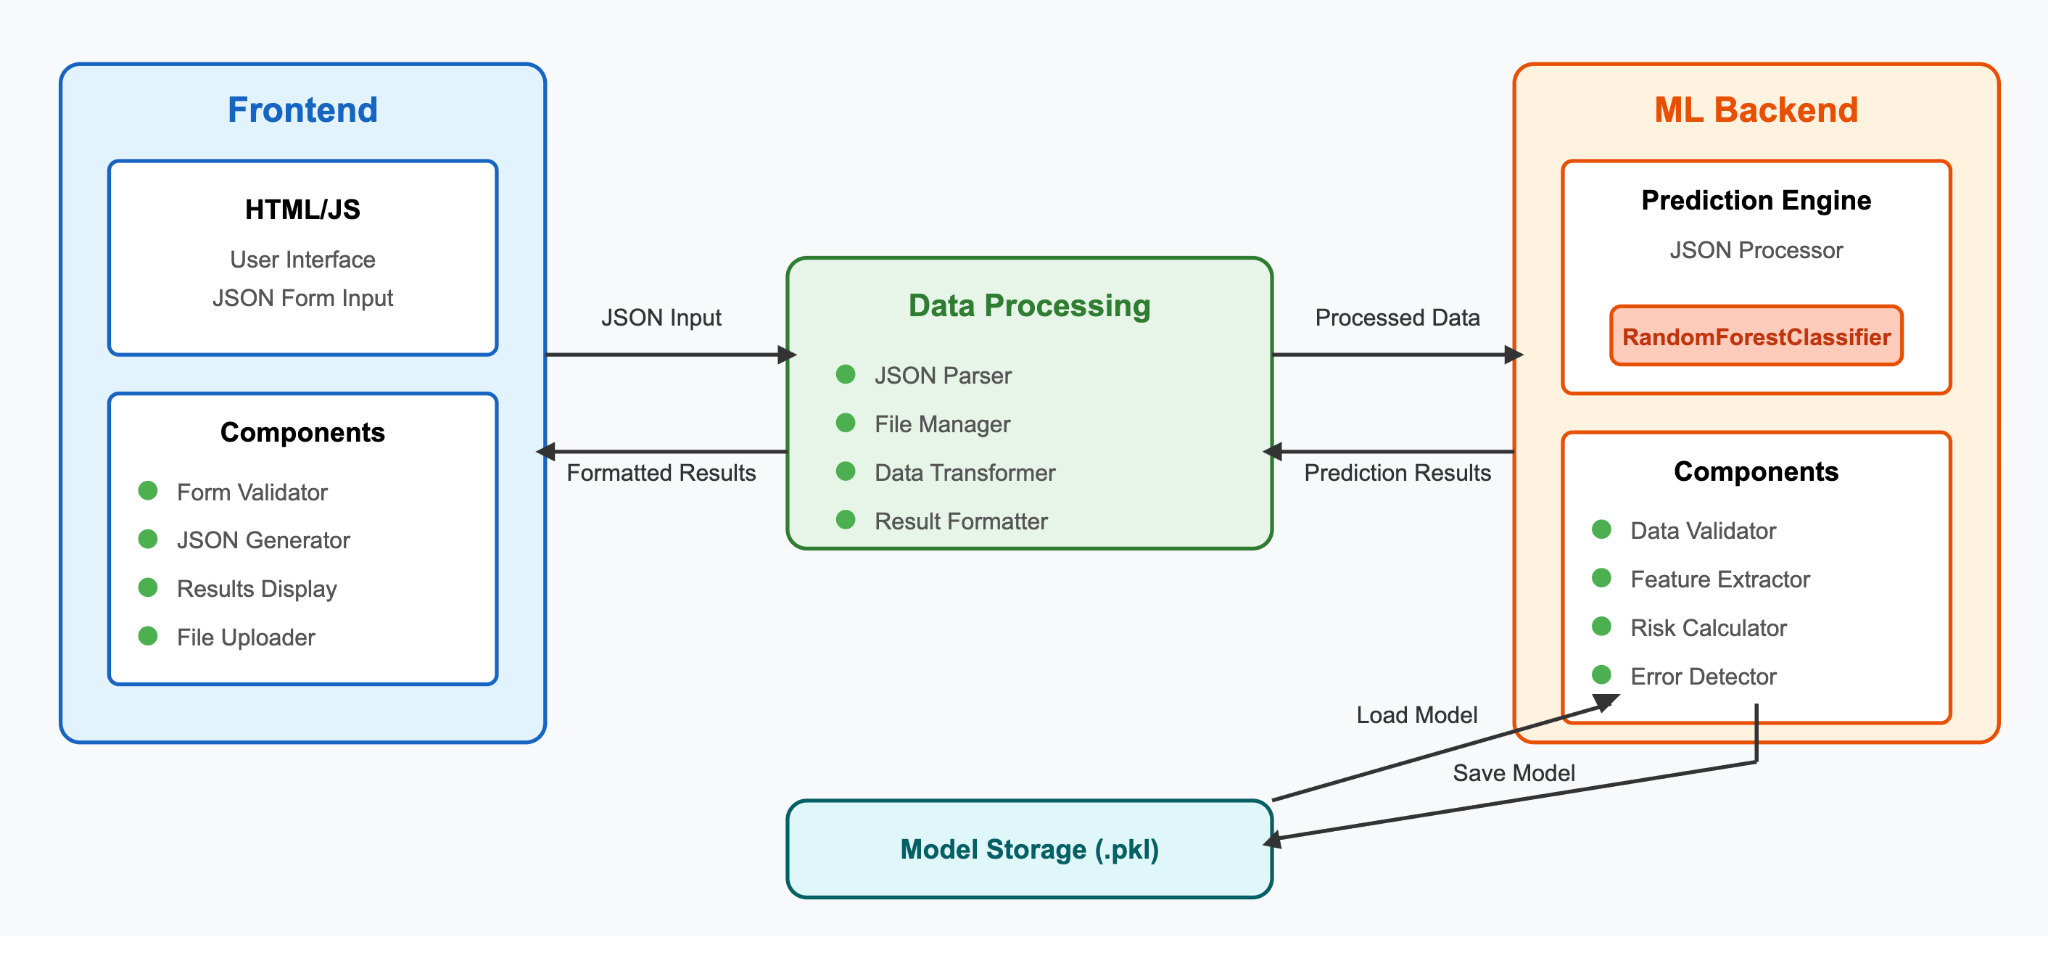 Frontend
HTML/JS
User Interface
JSON Form Input
Components
Form Validator
JSON Generator
Results Display
File Uploader
JSON Input
Formatted Results
Data Processing
JSON Parser
File Manager
Data Transformer
Result Formatter
Processed Data
Prediction Results
ML Backend
Prediction Engine
JSON Processor
RandomForestClassifier
Components
Data Validator
Feature Extractor
Risk Calculator
Error Detector
Load Model
Save Model
Model Storage (.pkl)